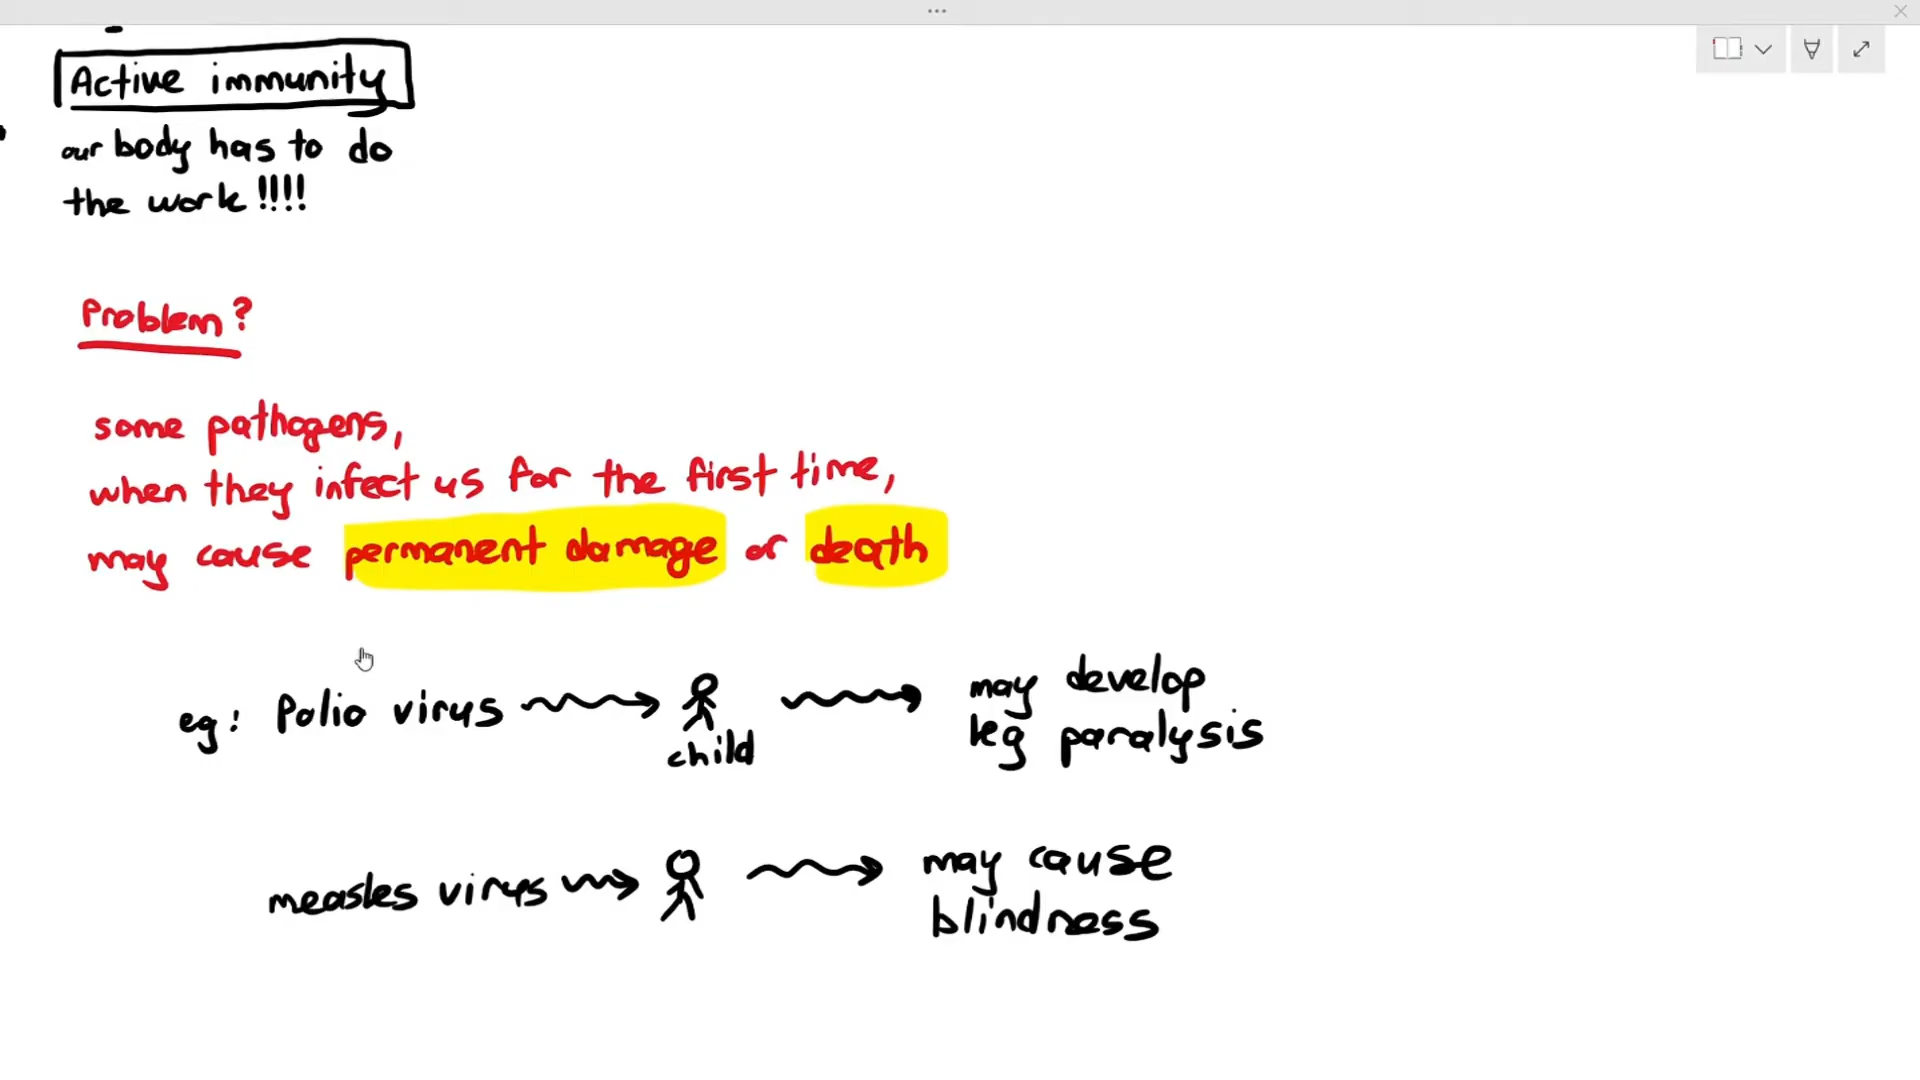 Active immunity
our body has to do
the work!!!!
Problem?
some pathogens,
when they infect us for the first time,
may cause permanent damage or death
eg: Polio virus
child
may develop
leg paralysis
measles virus
may cause
blindness